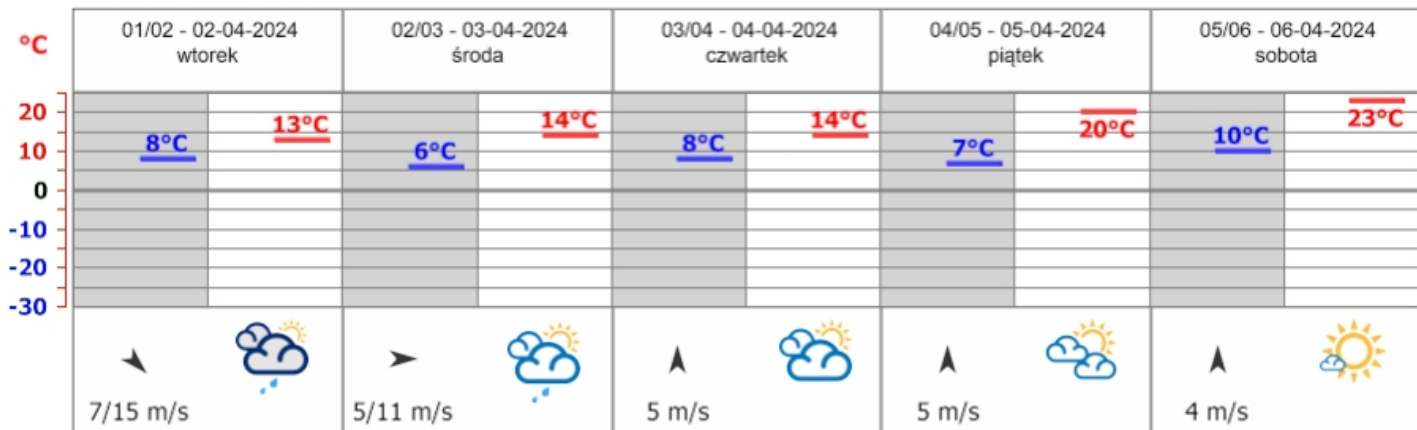 °C
01/02 - 02-04-2024
wtorek
02/03 - 03-04-2024
środa
03/04 - 04-04-2024
czwartek
04/05 - 05-04-2024
piątek
05/06 - 06-04-2024
sobota
20
10
0
-10
-20
-30
8°C
13°C
6°C
14°C
8°C
14°C
7°C
20°C
10°C
23°C
7/15 m/s
5/11 m/s
5 m/s
5 m/s
4 m/s